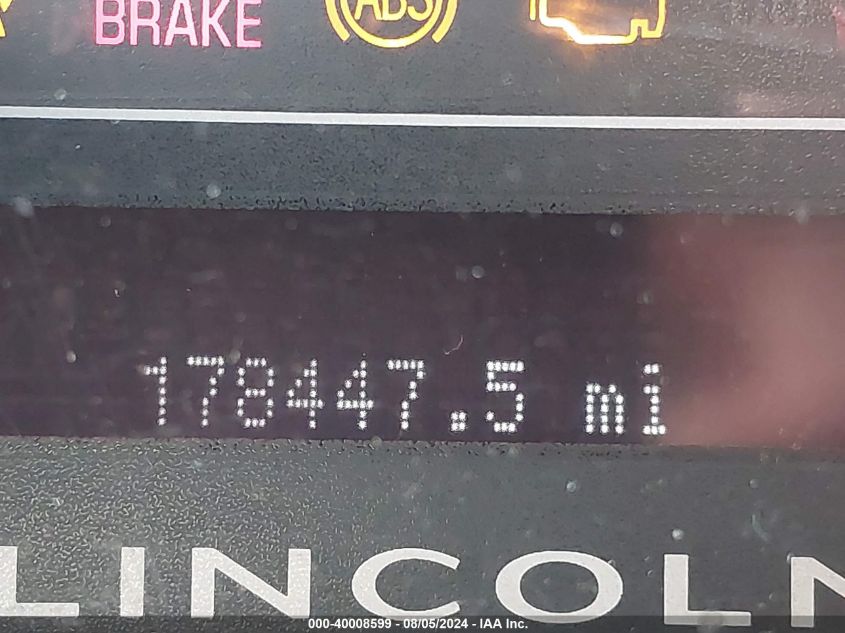 BRAKE ABS
178447.5 mi
LINCOLN
000-40008599 - 08/05/2024 - IAA Inc.